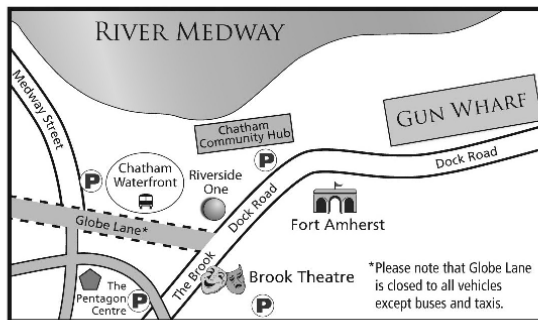 RIVER MEDWAY
Medway Street
GUN WHARF
Chatham
Community Hub
P
P
Chatham
Waterfront
Riverside
One
Dock Road
Dock Road
Fort Amherst
Globe Lane*
The Brook
Brook Theatre
The
Pentagon
Centre
P
P
*Please note that Globe Lane
is closed to all vehicles
except buses and taxis.